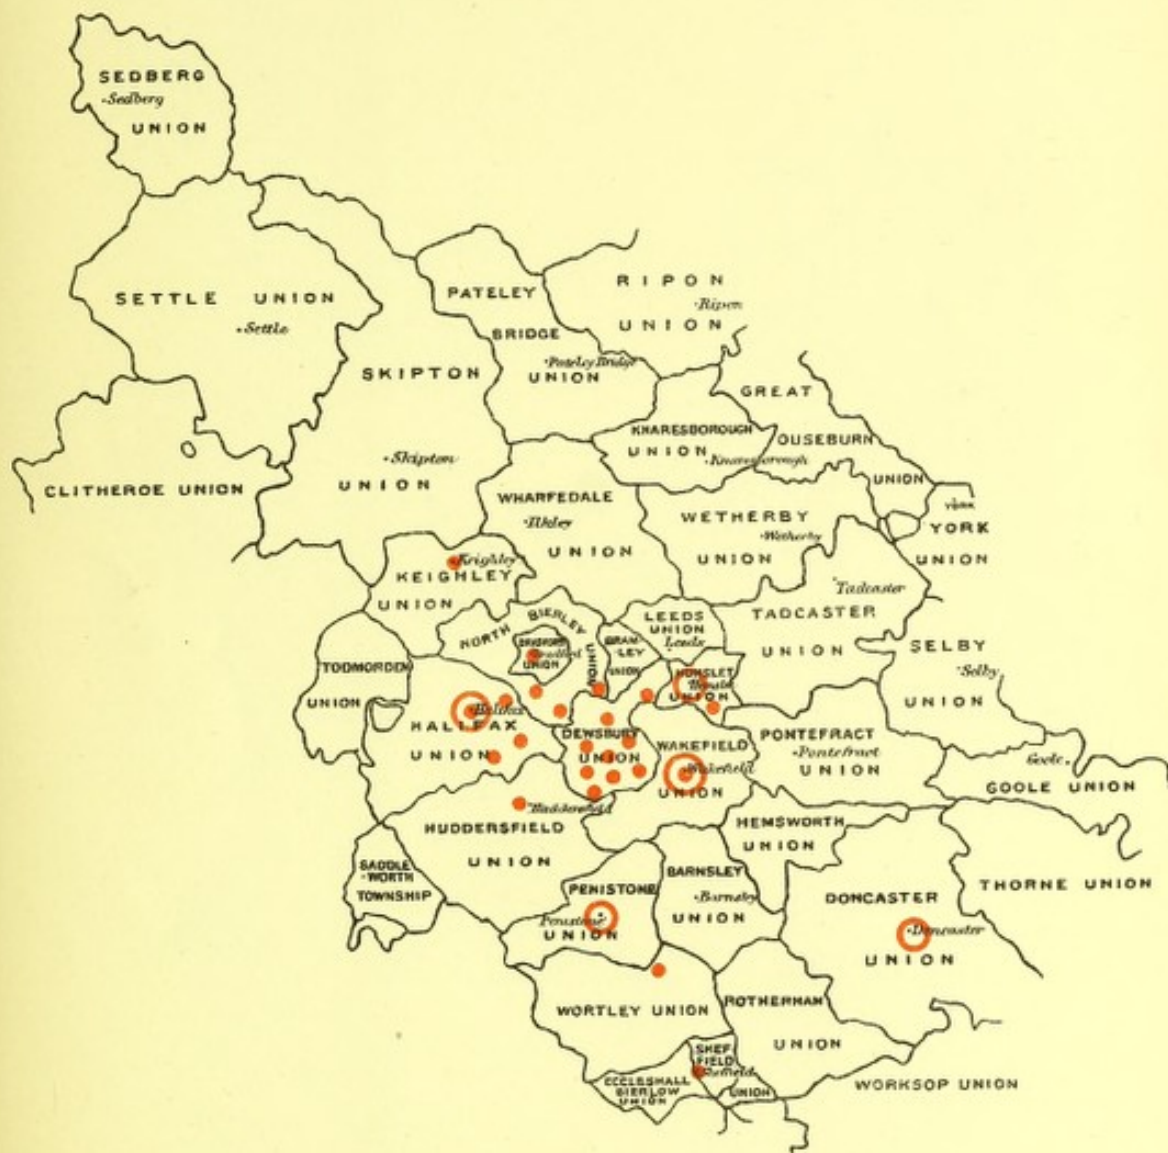 SEDBERG
Sedberg
UNION
SETTLE UNION
Settle
PATELEY
BRIDGE
Pateley Bridge
UNION
RIPON
Ripon
UNION
SKIPTON
Skipton
UNION
GREAT
OUSEBURN
UNION
KNARESBOROUGH
UNION
Knaresborough
CLITHEROE UNION
WHARFEDALE
Ilkley
UNION
WETHERBY
Wetherby
UNION
YORK
YORK
UNION
Keighley
KEIGHLEY
UNION
NORTH BIERLEY
UNION
BRADFORD
Bradford
UNION
BRAM-
LEY
UNION
LEEDS
UNION
Leeds
Tadcaster
TADCASTER
UNION
SELBY
Selby
UNION
TODMORDEN
UNION
HUNSLET
Hunslet
UNION
Halifax
HALIFAX
UNION
DEWSBURY
UNION
WAKEFIELD
Wakefield
UNION
PONTEFRACT
Pontefract
UNION
Goole
GOOLE UNION
Huddersfield
HUDDERSFIELD
UNION
HEMSWORTH
UNION
SADDLE
-WORTH
TOWNSHIP
PENISTONE
Penistone
UNION
BARNSLEY
Barnsley
UNION
DONCASTER
Doncaster
UNION
THORNE UNION
WORTLEY UNION
ROTHERHAM
UNION
SHEF-
FIELD
Sheffield
UNION
ECCLESHALL
BIERLOW
UNION
WORKSOP UNION